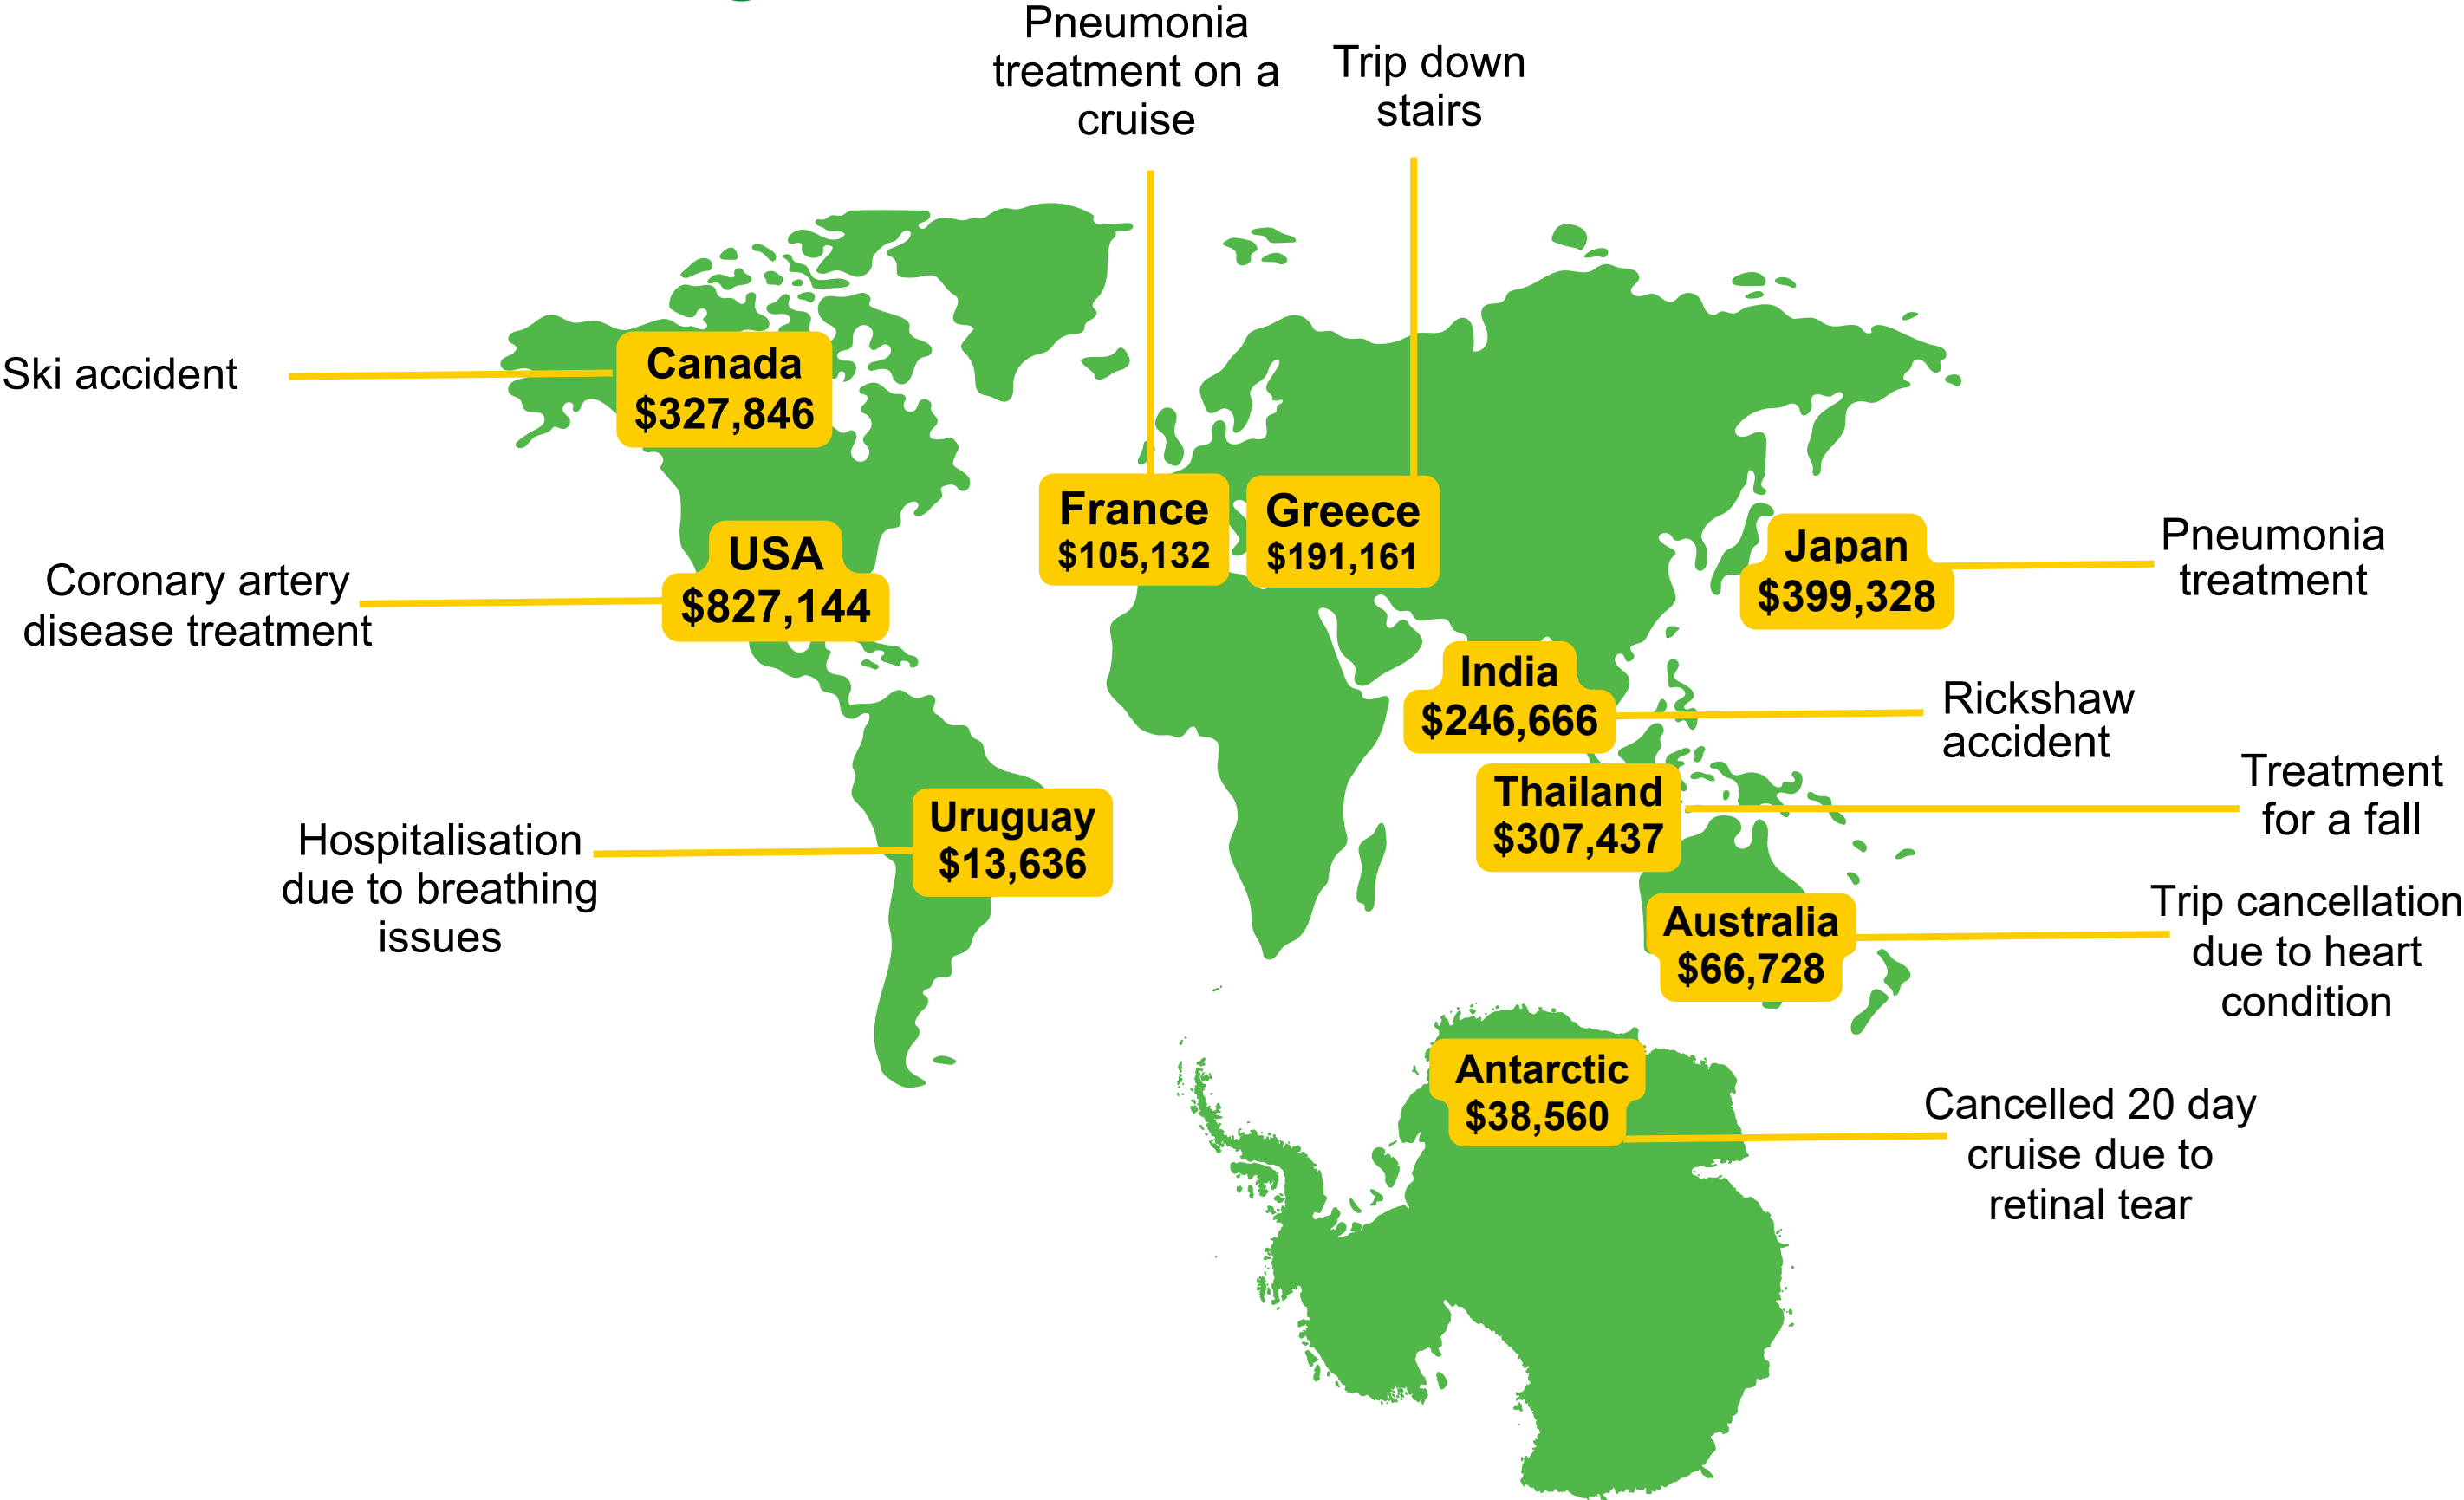 Pneumonia
treatment on a
cruise
Trip down
stairs
Ski accident
Canada
$327,846
France
$105,132
Greece
$191,161
Japan
$399,328
Pneumonia
treatment
USA
$827,144
Coronary artery
disease treatment
India
$246,666
Rickshaw
accident
Thailand
$307,437
Treatment
for a fall
Uruguay
$13,636
Hospitalisation
due to breathing
issues
Australia
$66,728
Trip cancellation
due to heart
condition
Antarctic
$38,560
Cancelled 20 day
cruise due to
retinal tear